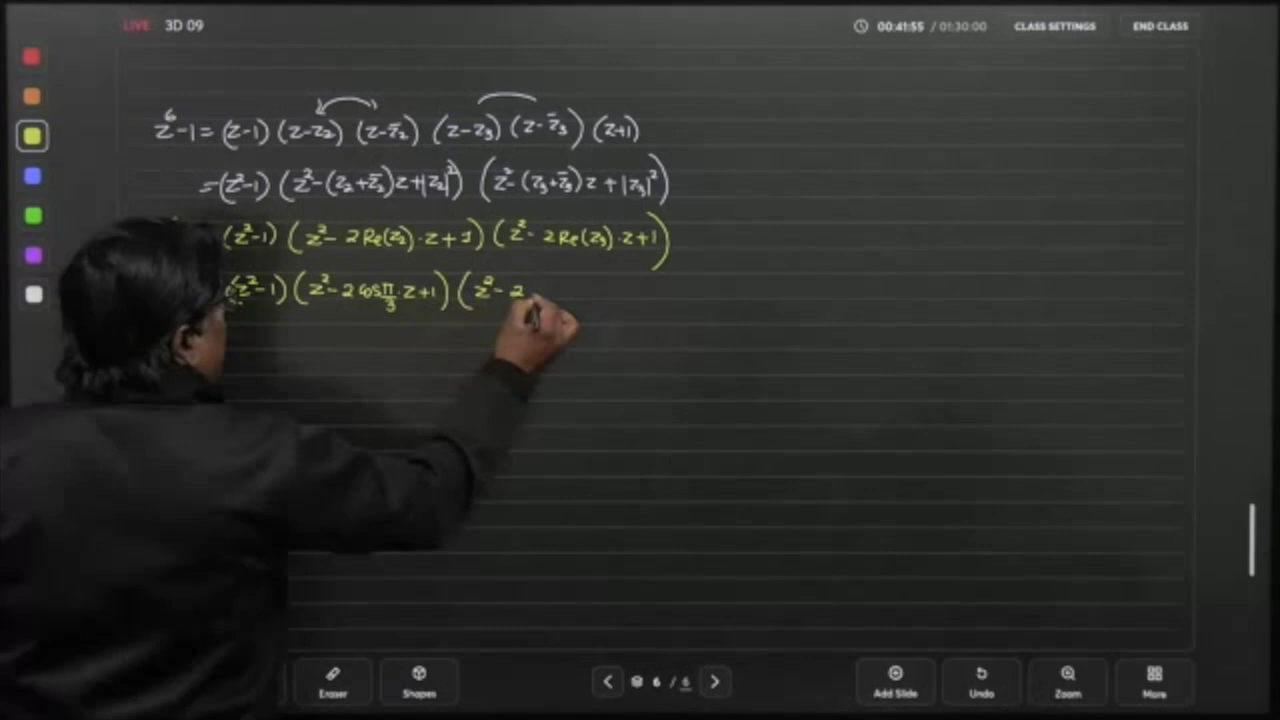 LIVE 3D 09 00:41:55 / 01:30:00 CLASS SETTINGS END CLASS
z⁶-1 = (z-1) (z-z₂) (z-z̄₂) (z-z₃) (z-z̄₃) (z+1)
= (z²-1) (z²-(z₂+z̄₂)z+|z₂|²) (z²-(z₃+z̄₃)z+|z₃|²)
(z²-1) (z²-2Re(z₂)·z+1) (z²-2Re(z₃)·z+1)
(z²-1) (z²-2cos π/3·z+1) (z²-2
Eraser Shapes 6 / 6 Add Slide Undo Zoom More